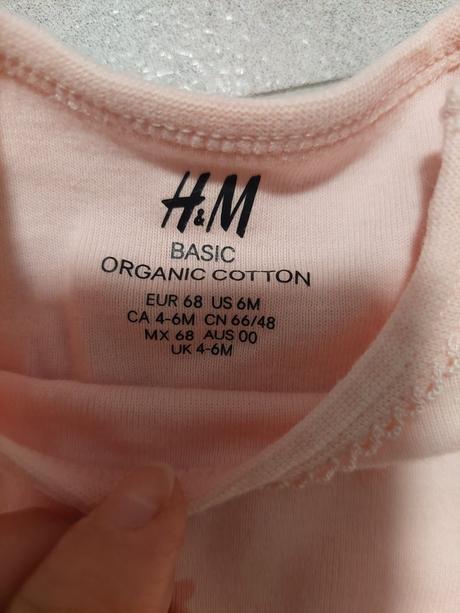 H&M
BASIC
ORGANIC COTTON
EUR 68 US 6M
CA 4-6M CN 66/48
MX 68 AUS 00
UK 4-6M